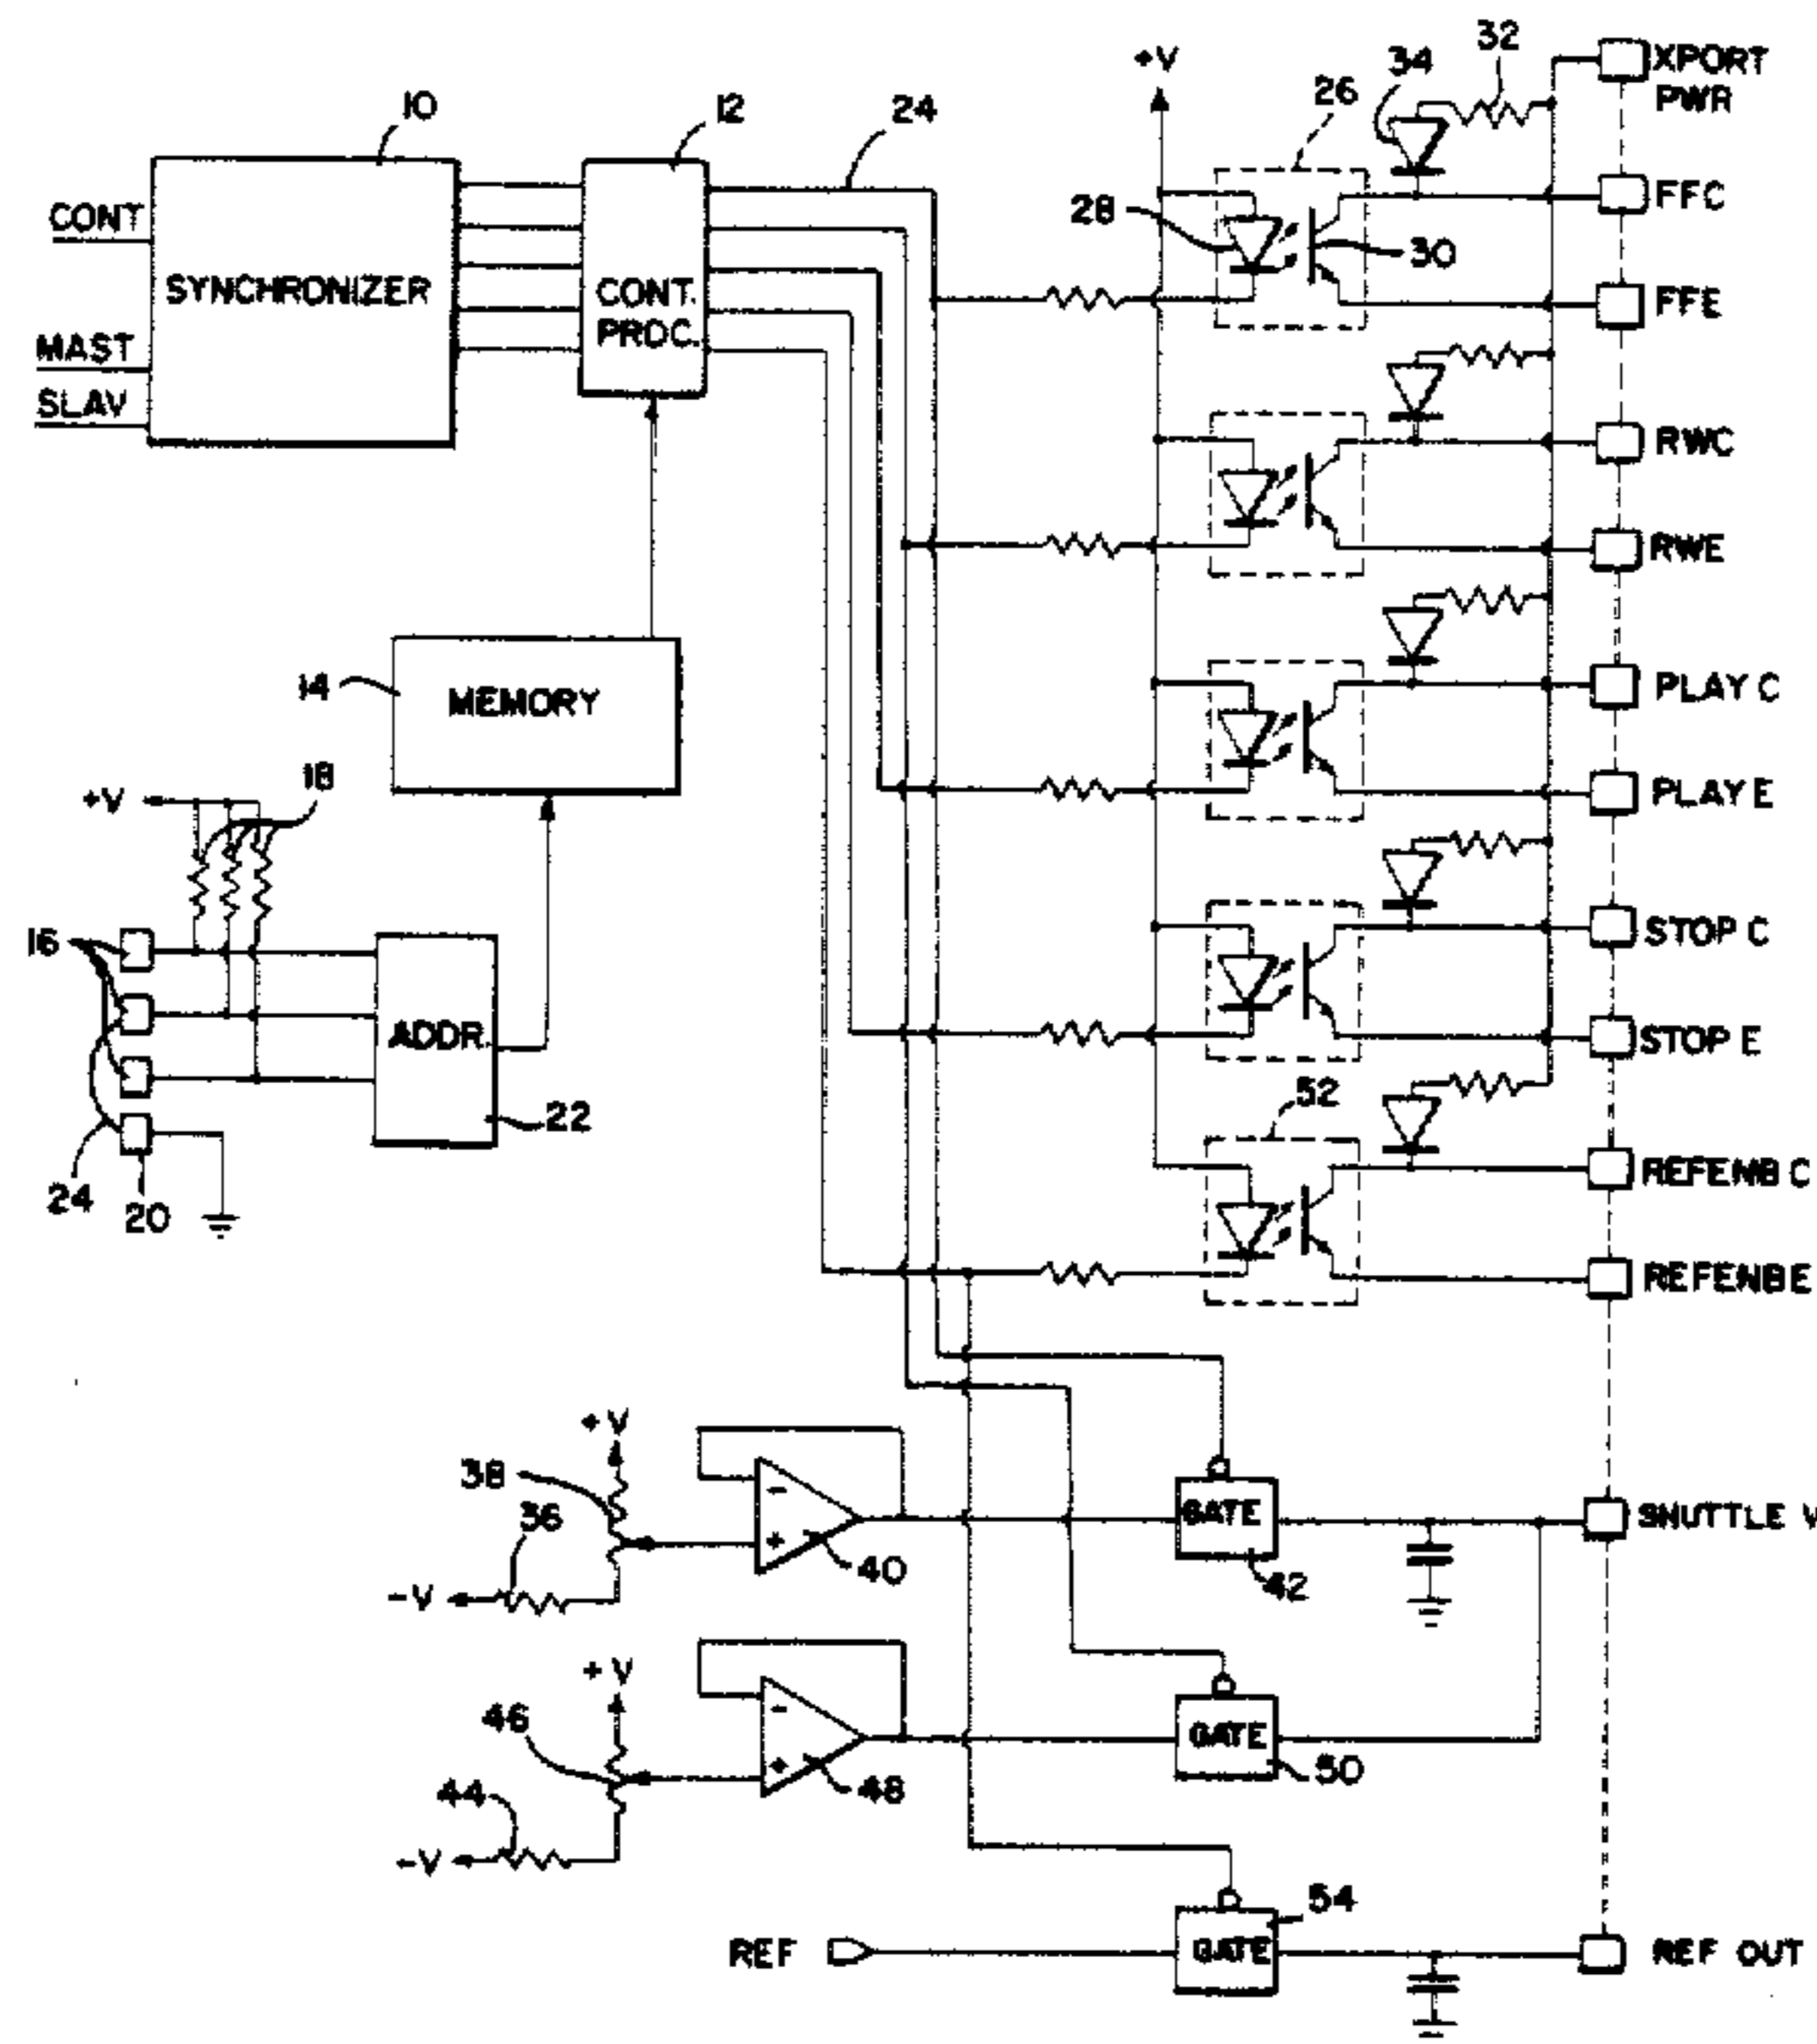 XPORT
PWR
32
34
+V
26
10
12
24
FFC
CONT
28
30
SYNCHRONIZER
CONT.
PROC.
FFE
MAST
SLAV
RWC
RWE
14
MEMORY
PLAY C
18
+V
PLAY E
16
STOP C
ADDR.
STOP E
52
22
24
20
REFENB C
REFENB E
+V
38
36
-
+
40
GATE
42
SHUTTLE V
-V
+V
46
-
+
48
GATE
50
44
-V
54
REF
GATE
REF OUT